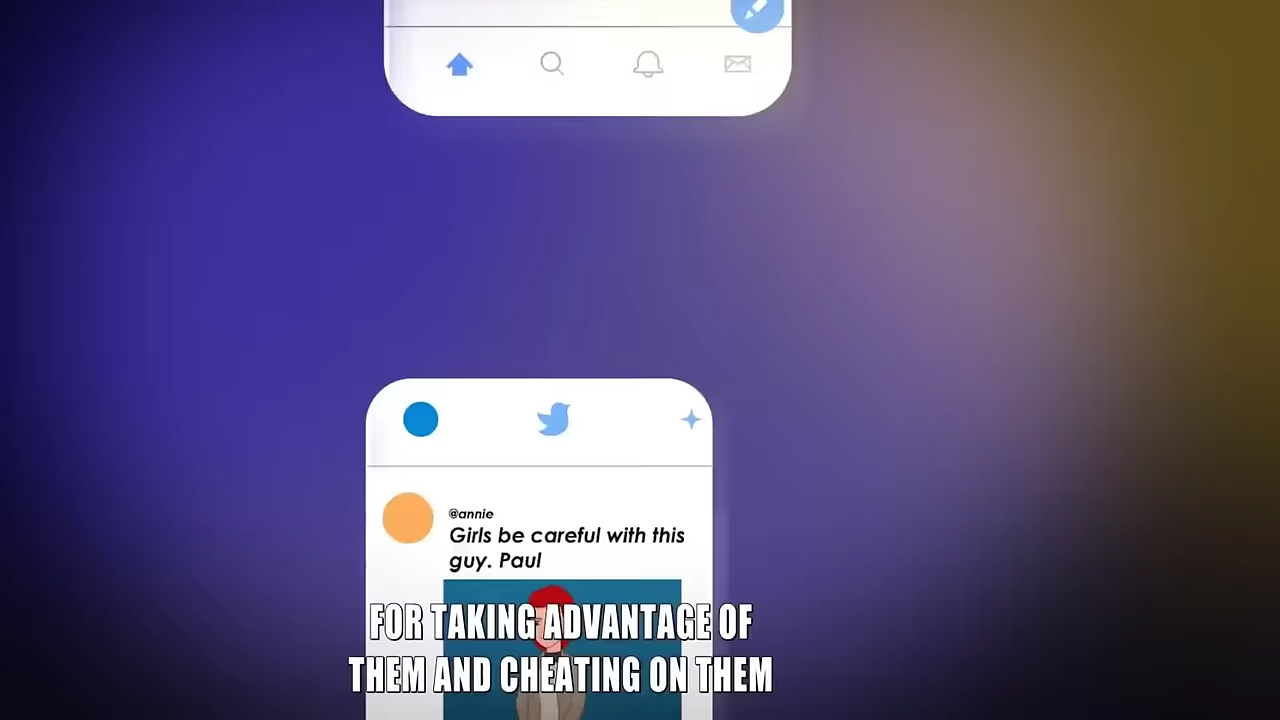 @annie
Girls be careful with this
guy. Paul
FOR TAKING ADVANTAGE OF
THEM AND CHEATING ON THEM